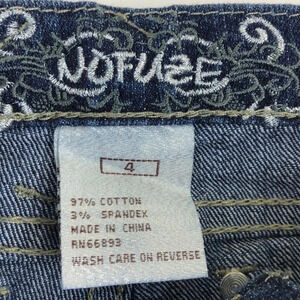 NOFUZE
4
97% COTTON
3% SPANDEX
MADE IN CHINA
RN66893
WASH CARE ON REVERSE